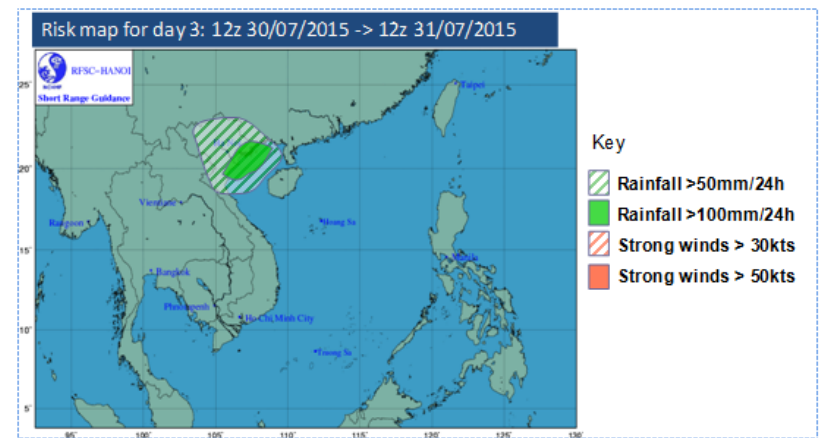 Risk map for day 3: 12z 30/07/2015 -> 12z 31/07/2015
RFSC-HANOI
Short Range Guidance
25°
Taipei
20°
Vientiane
Rangoon
Hoang Sa
15°
Manila
Bangkok
Phnompenh
10°
Ho Chi Minh City
Truong Sa
5°
95°
100°
105°
110°
115°
120°
125°
130°
Key
Rainfall >50mm/24h
Rainfall >100mm/24h
Strong winds > 30kts
Strong winds > 50kts